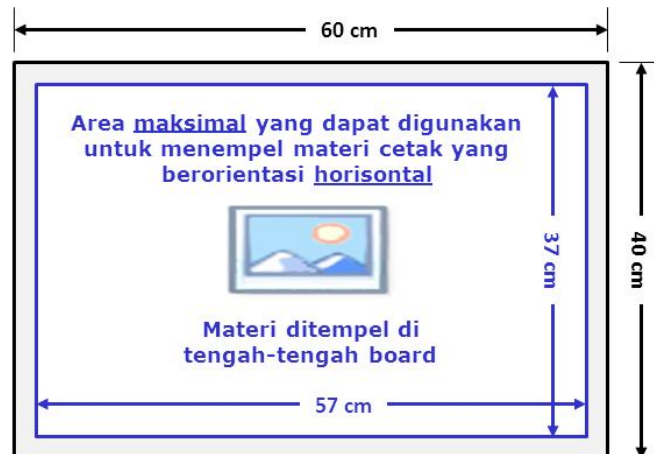 60 cm
Area maksimal yang dapat digunakan
untuk menempel materi cetak yang
berorientasi horisontal
37 cm
40 cm
Materi ditempel di
tengah-tengah board
57 cm